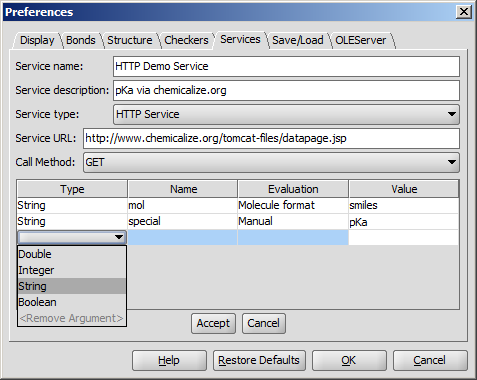 Preferences
Display Bonds Structure Checkers Services Save/Load OLEServer
Service name: HTTP Demo Service
Service description: pKa via chemicalize.org
Service type: HTTP Service
Service URL: http://www.chemicalize.org/tomcat-files/datapage.jsp
Call Method: GET
Type Name Evaluation Value
String mol Molecule format smiles
String special Manual pKa
Double
Integer
String
Boolean
<Remove Argument>
Accept Cancel
Help Restore Defaults OK Cancel